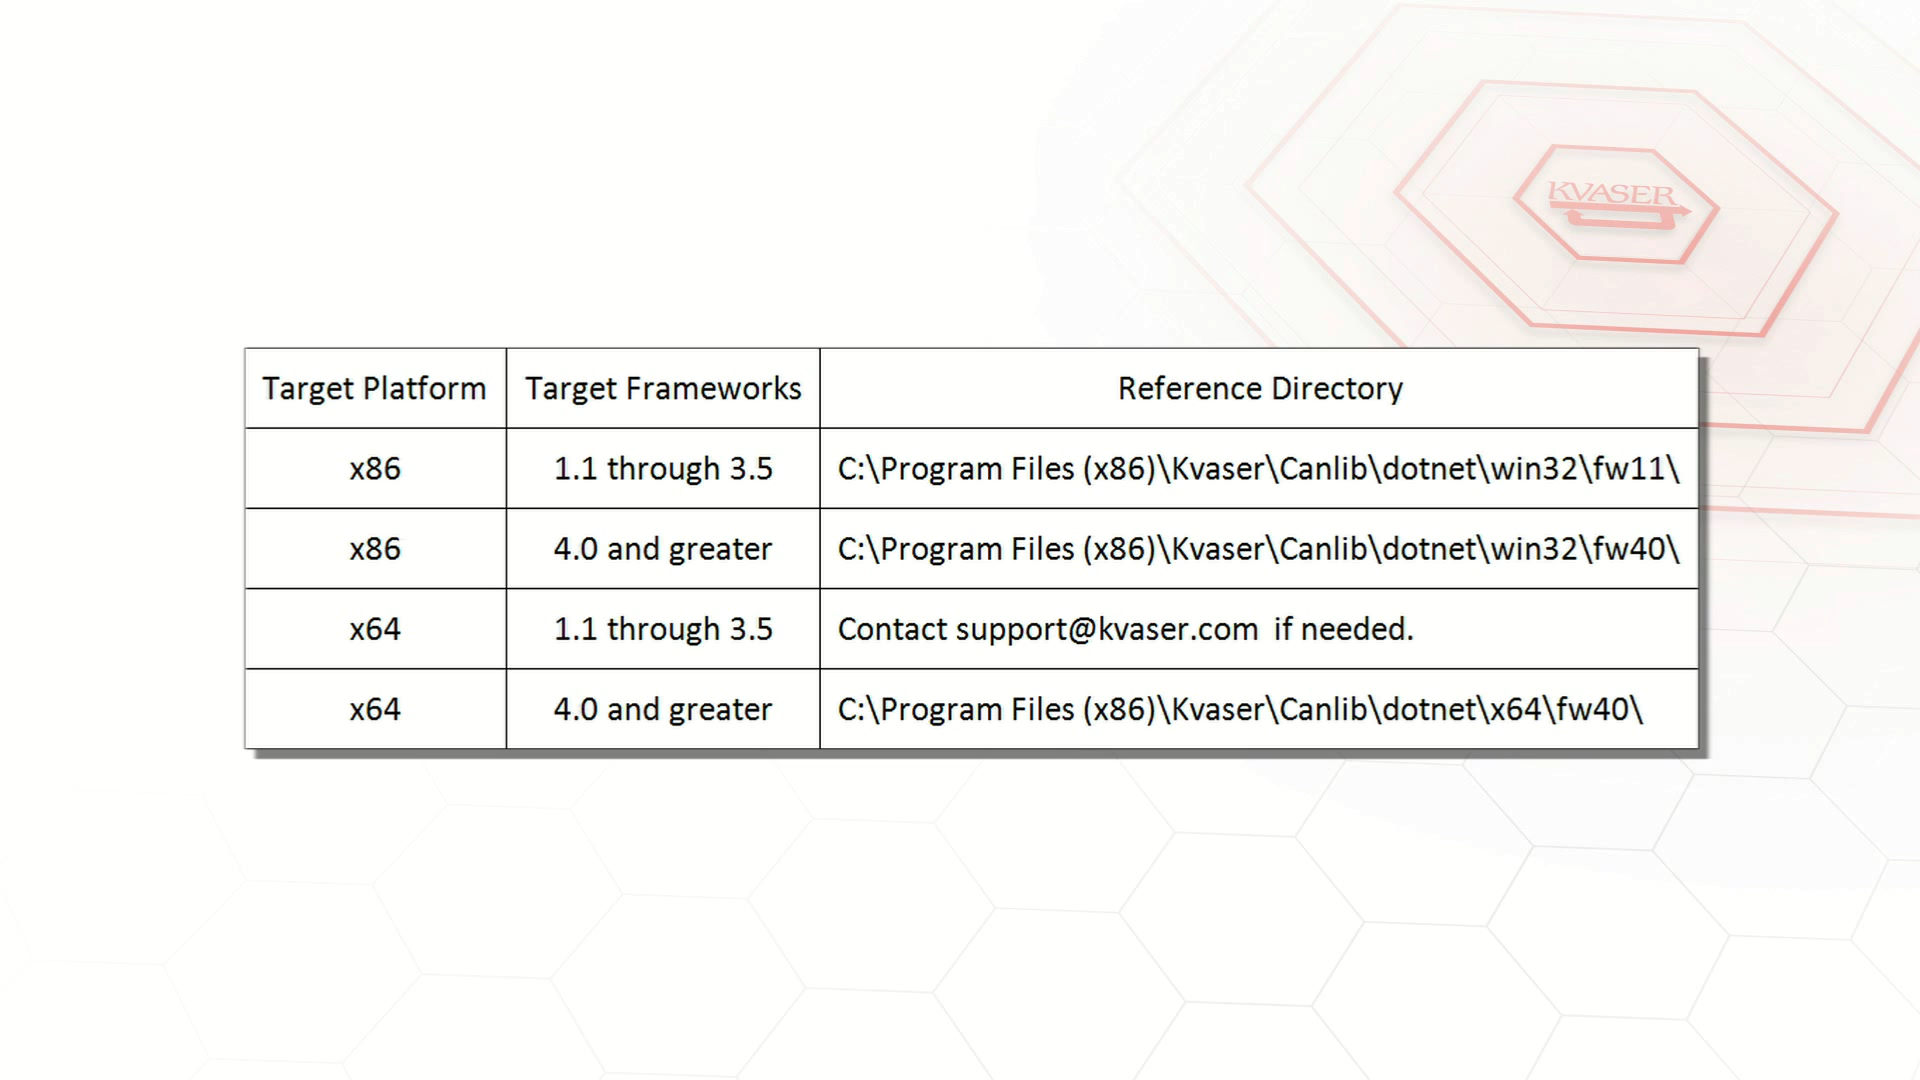 KVASER
Target Platform Target Frameworks Reference Directory
x86 1.1 through 3.5 C:\Program Files (x86)\Kvaser\Canlib\dotnet\win32\fw11\
x86 4.0 and greater C:\Program Files (x86)\Kvaser\Canlib\dotnet\win32\fw40\
x64 1.1 through 3.5 Contact support@kvaser.com if needed.
x64 4.0 and greater C:\Program Files (x86)\Kvaser\Canlib\dotnet\x64\fw40\